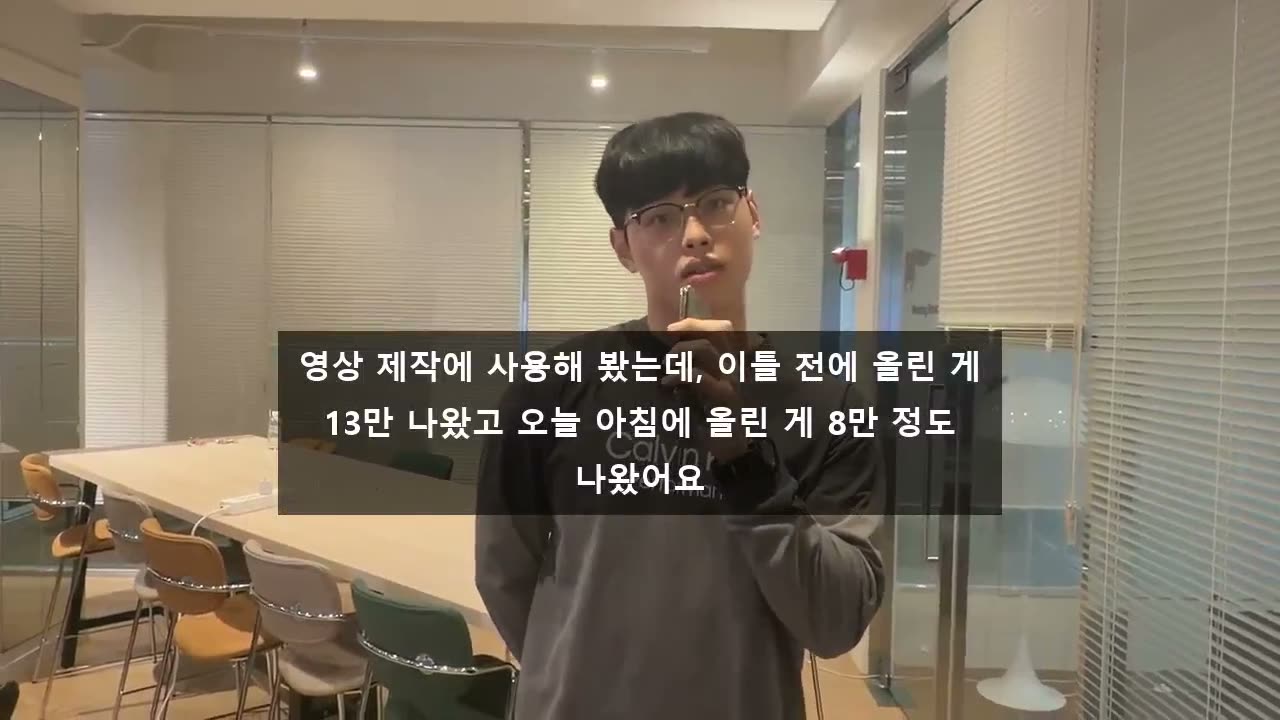 영상 제작에 사용해 봤는데, 이틀 전에 올린 게
13만 나왔고 오늘 아침에 올린 게 8만 정도
나왔어요
Calvin